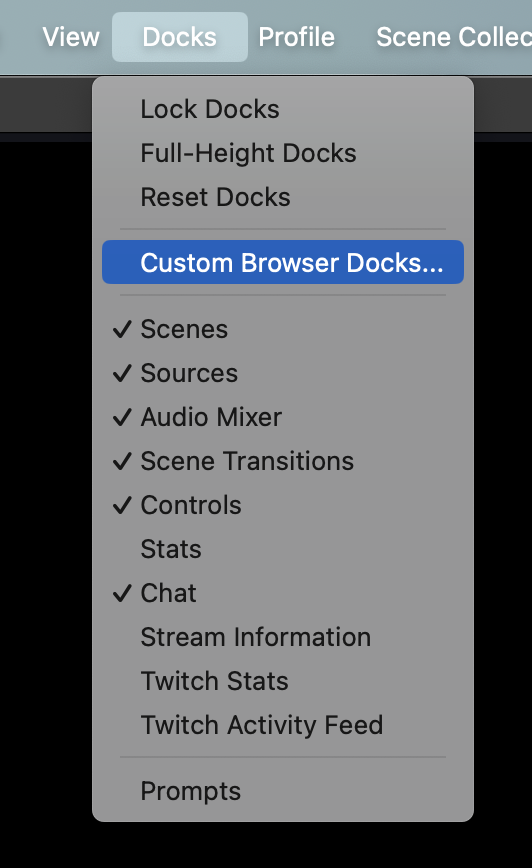 View Docks Profile Scene Collec
Lock Docks
Full-Height Docks
Reset Docks
Custom Browser Docks...
Scenes
Sources
Audio Mixer
Scene Transitions
Controls
Stats
Chat
Stream Information
Twitch Stats
Twitch Activity Feed
Prompts